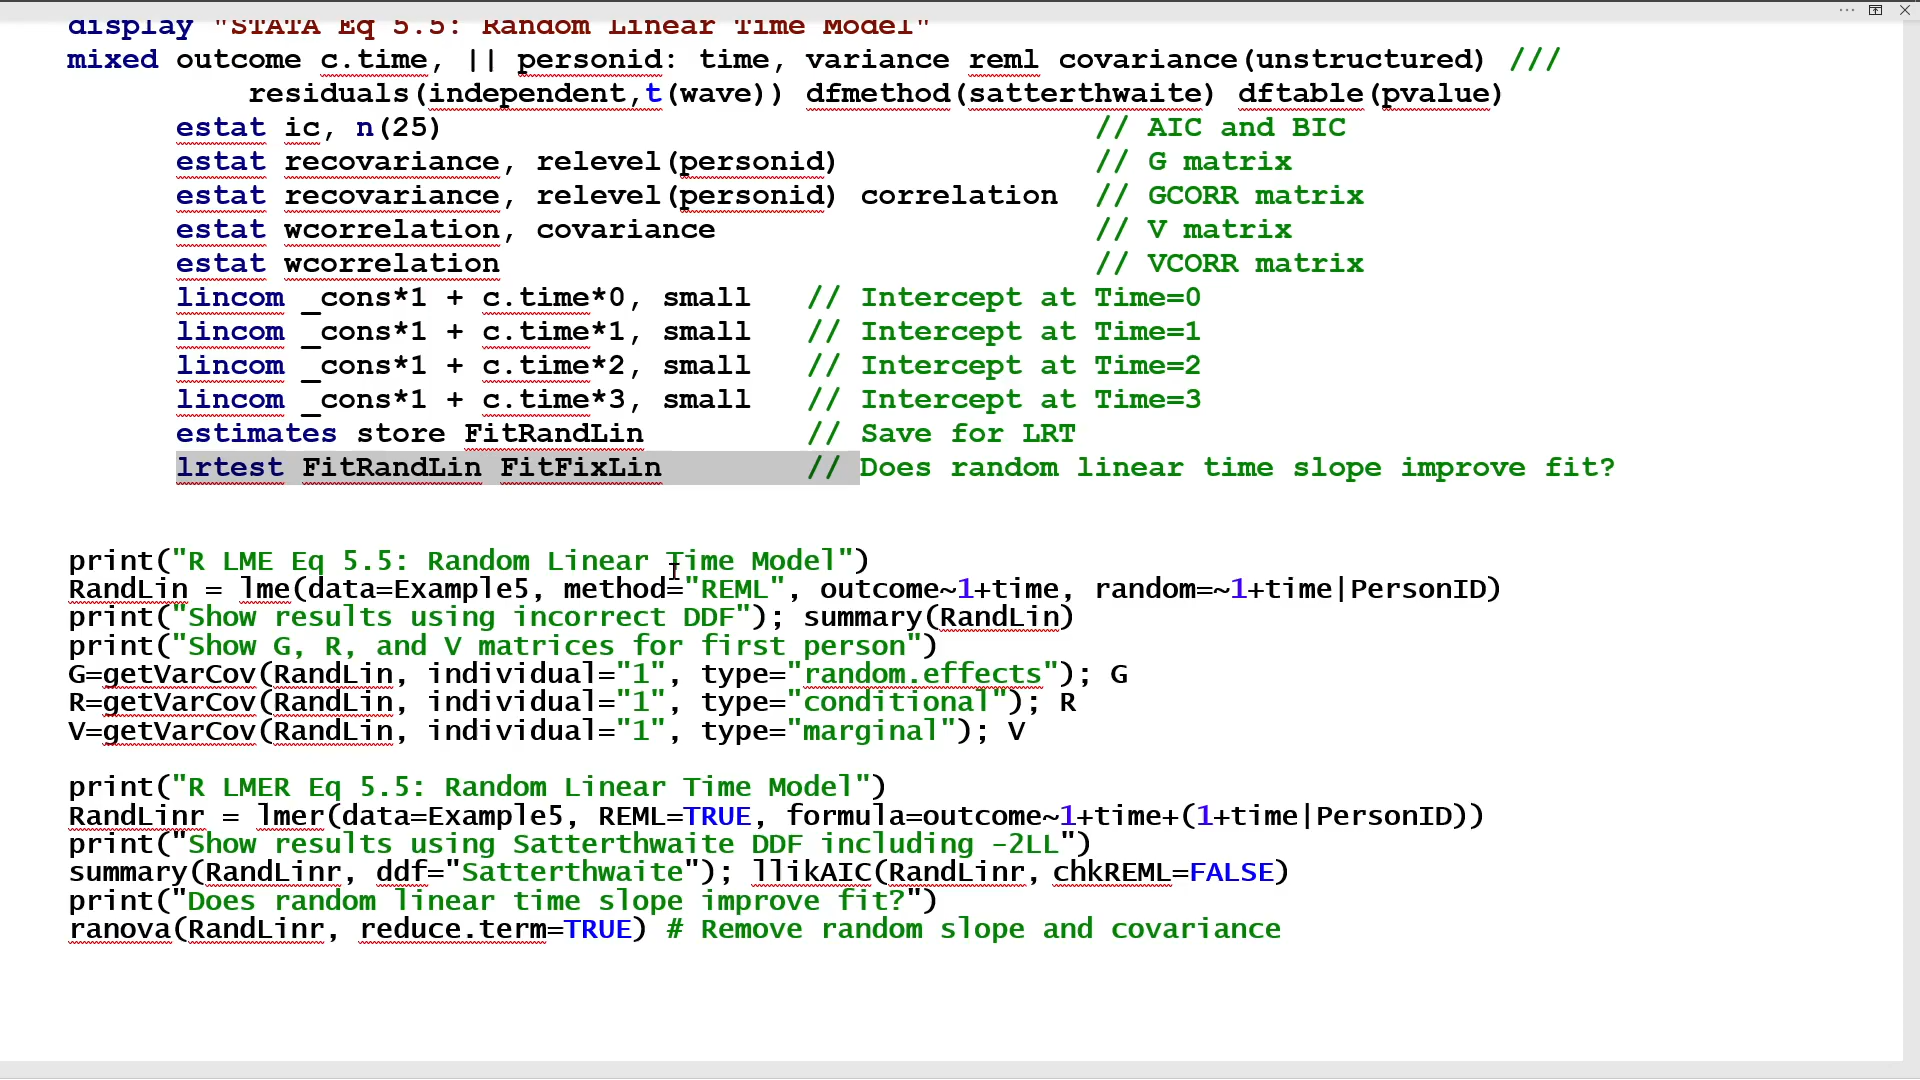 display "STATA Eq 5.5: Random Linear Time Model"
mixed outcome c.time, || personid: time, variance reml covariance(unstructured) ///
residuals(independent,t(wave)) dfmethod(satterthwaite) dftable(pvalue)
estat ic, n(25) // AIC and BIC
estat recovariance, relevel(personid) // G matrix
estat recovariance, relevel(personid) correlation // GCORR matrix
estat wcorrelation, covariance // V matrix
estat wcorrelation // VCORR matrix
lincom _cons*1 + c.time*0, small // Intercept at Time=0
lincom _cons*1 + c.time*1, small // Intercept at Time=1
lincom _cons*1 + c.time*2, small // Intercept at Time=2
lincom _cons*1 + c.time*3, small // Intercept at Time=3
estimates store FitRandLin // Save for LRT
lrtest FitRandLin FitFixLin // Does random linear time slope improve fit?
print("R LME Eq 5.5: Random Linear Time Model")
RandLin = lme(data=Example5, method="REML", outcome~1+time, random=~1+time|PersonID)
print("Show results using incorrect DDF"); summary(RandLin)
print("Show G, R, and V matrices for first person")
G=getVarCov(RandLin, individual="1", type="random.effects"); G
R=getVarCov(RandLin, individual="1", type="conditional"); R
V=getVarCov(RandLin, individual="1", type="marginal"); V
print("R LMER Eq 5.5: Random Linear Time Model")
RandLinr = lmer(data=Example5, REML=TRUE, formula=outcome~1+time+(1+time|PersonID))
print("Show results using Satterthwaite DDF including -2LL")
summary(RandLinr, ddf="Satterthwaite"); llikAIC(RandLinr, chkREML=FALSE)
print("Does random linear time slope improve fit?")
ranova(RandLinr, reduce.term=TRUE) # Remove random slope and covariance